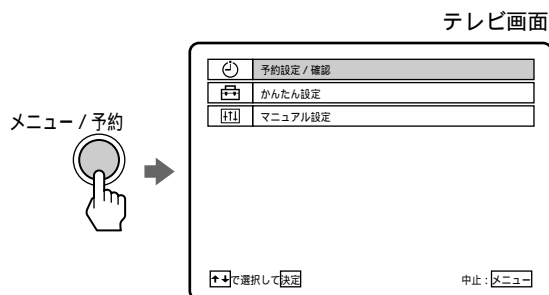 テレビ画面
メニュー / 予約
予約設定 / 確認
かんたん設定
マニュアル設定
↑↓で選択して決定
中止 : メニュー